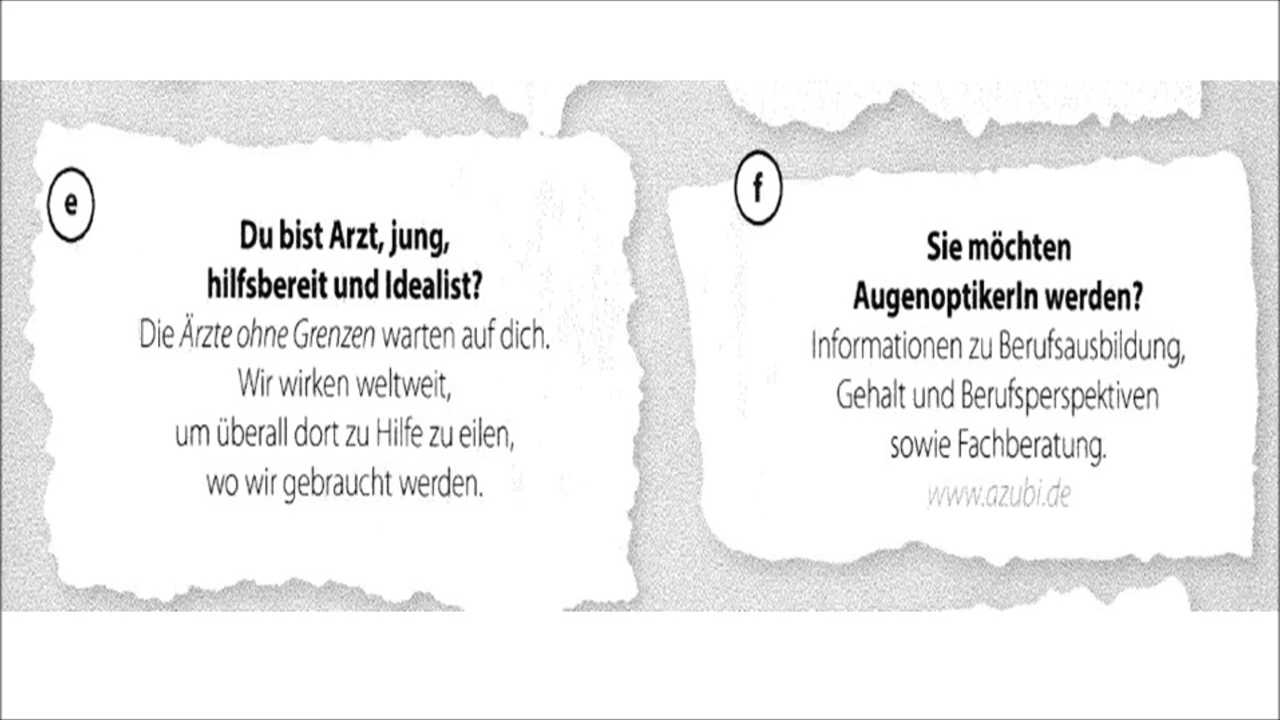 e
Du bist Arzt, jung,
hilfsbereit und Idealist?
Die Ärzte ohne Grenzen warten auf dich.
Wir wirken weltweit,
um überall dort zu Hilfe zu eilen,
wo wir gebraucht werden.
f
Sie möchten
AugenoptikerIn werden?
Informationen zu Berufsausbildung,
Gehalt und Berufsperspektiven
sowie Fachberatung.
www.azubi.de